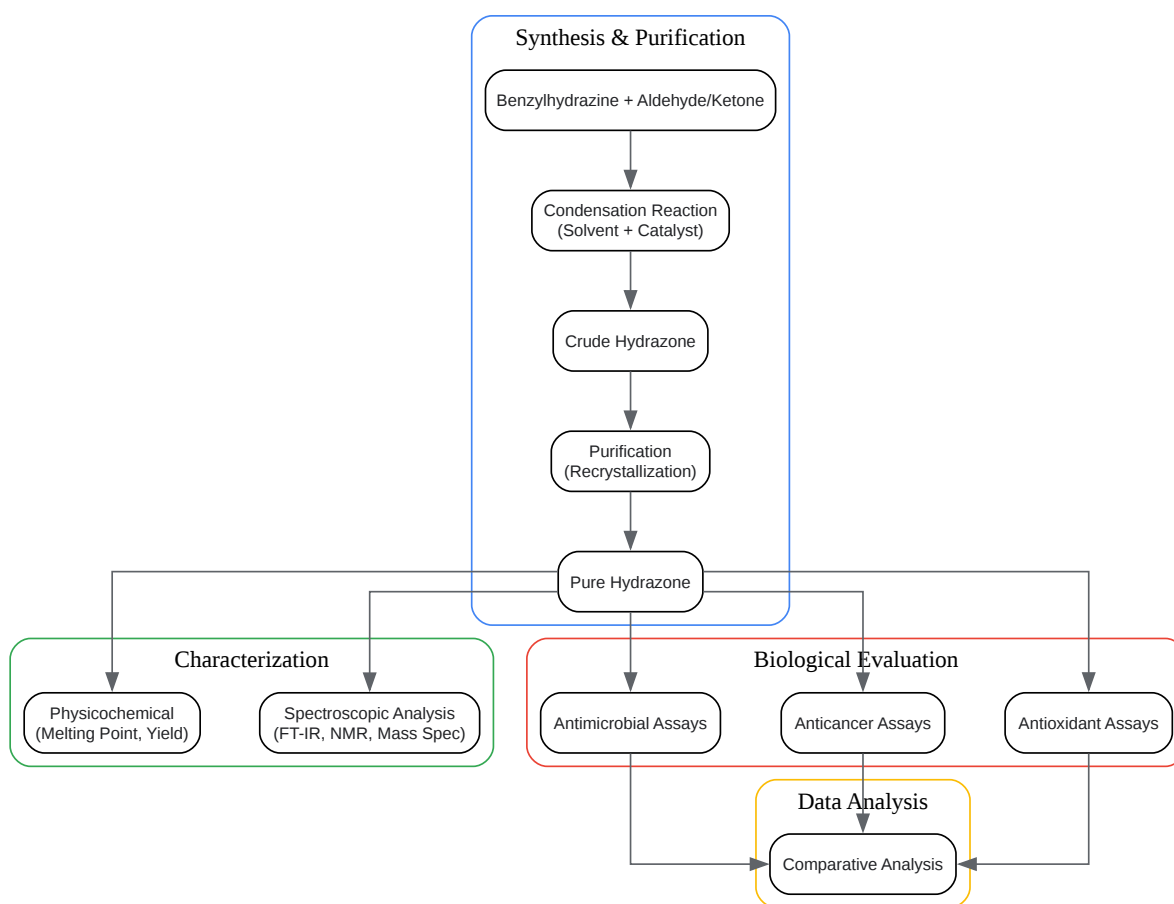 Synthesis & Purification
Benzylhydrazine + Aldehyde/Ketone
Condensation Reaction
(Solvent + Catalyst)
Crude Hydrazone
Purification
(Recrystallization)
Pure Hydrazone
Characterization
Physicochemical
(Melting Point, Yield)
Spectroscopic Analysis
(FT-IR, NMR, Mass Spec)
Biological Evaluation
Antimicrobial Assays
Anticancer Assays
Antioxidant Assays
Data Analysis
Comparative Analysis